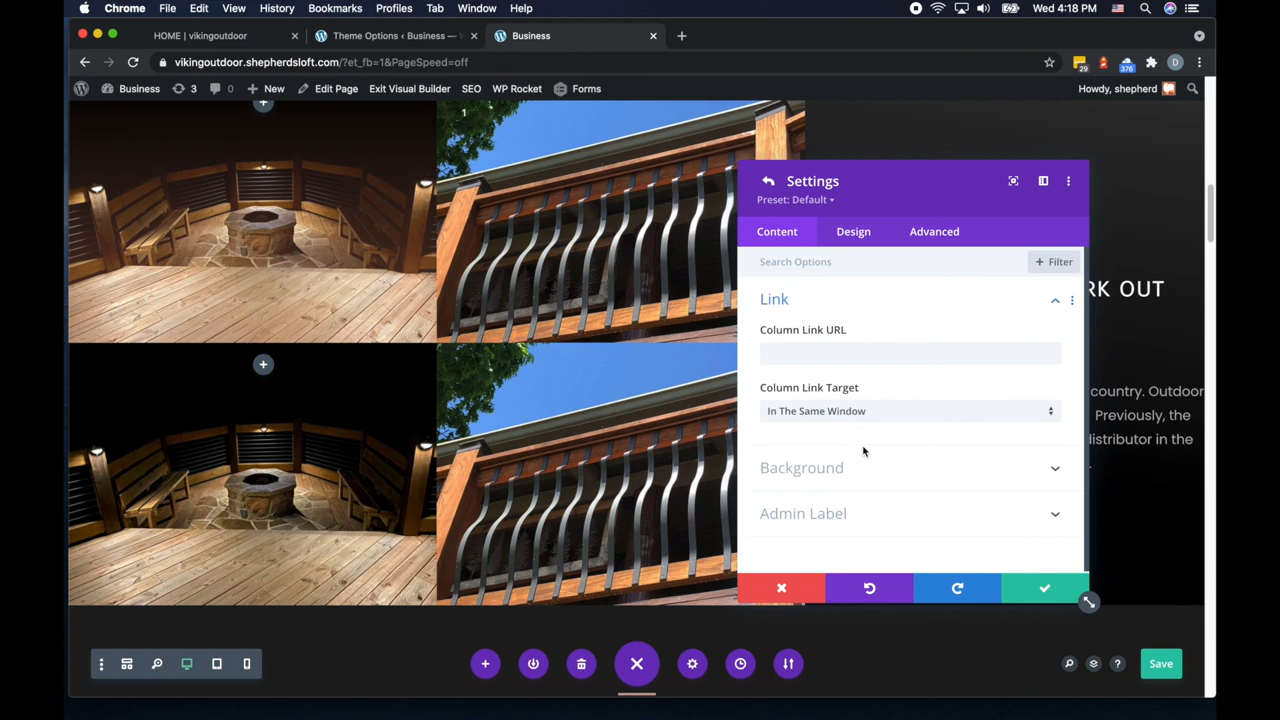 Chrome File Edit View History Bookmarks Profiles Tab Window Help Wed 4:18 PM
HOME | vikingoutdoor Theme Options ‹ Business — Business
vikingoutdoor.shepherdsloft.com/?et_fb=1&PageSpeed=off 29 376 D
Business 3 0 New Edit Page Exit Visual Builder SEO WP Rocket Forms Howdy, shepherd
1
Settings
Preset: Default
Content Design Advanced
Search Options + Filter
Link
RK OUT
Column Link URL
Column Link Target
country. Outdoor
In The Same Window
Previously, the
distributor in the
Background
Admin Label
Save